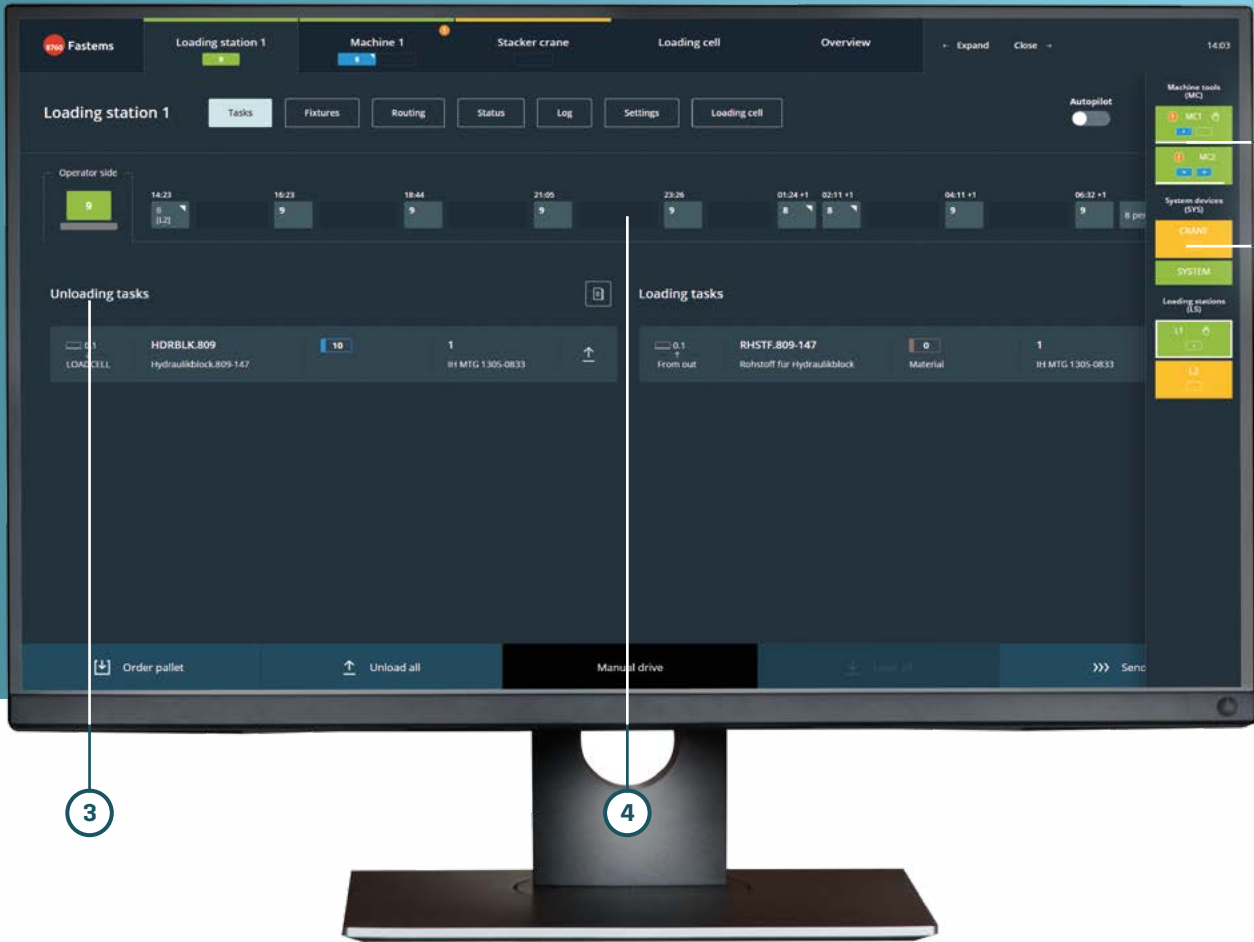 8760 Fastems
Loading station 1
9
Machine 1
!
8
Stacker crane
Loading cell
Overview
← Expand
Close →
14:03
Loading station 1
Tasks
Fixtures
Routing
Status
Log
Settings
Loading cell
Autopilot
Machine tools
(MC)
! MC1
! MC2
System devices
(SYS)
CRANE
SYSTEM
Loading stations
(LS)
L1
L2
Operator side
9
14:23
8
(L2)
16:23
9
18:44
9
21:05
9
23:26
9
01:24 +1
8
02:11 +1
8
04:11 +1
9
06:32 +1
9
8 per
Unloading tasks
0.1
LOADCELL
HDRBLK.809
Hydraulikblock.809-147
10
1
IH MTG 1305-0833
Loading tasks
0.1
From out
RHSTF.809-147
Rohstoff für Hydraulikblock
0
Material
1
IH MTG 1305-0833
Order pallet
Unload all
Manual drive
>>> Send
3
4